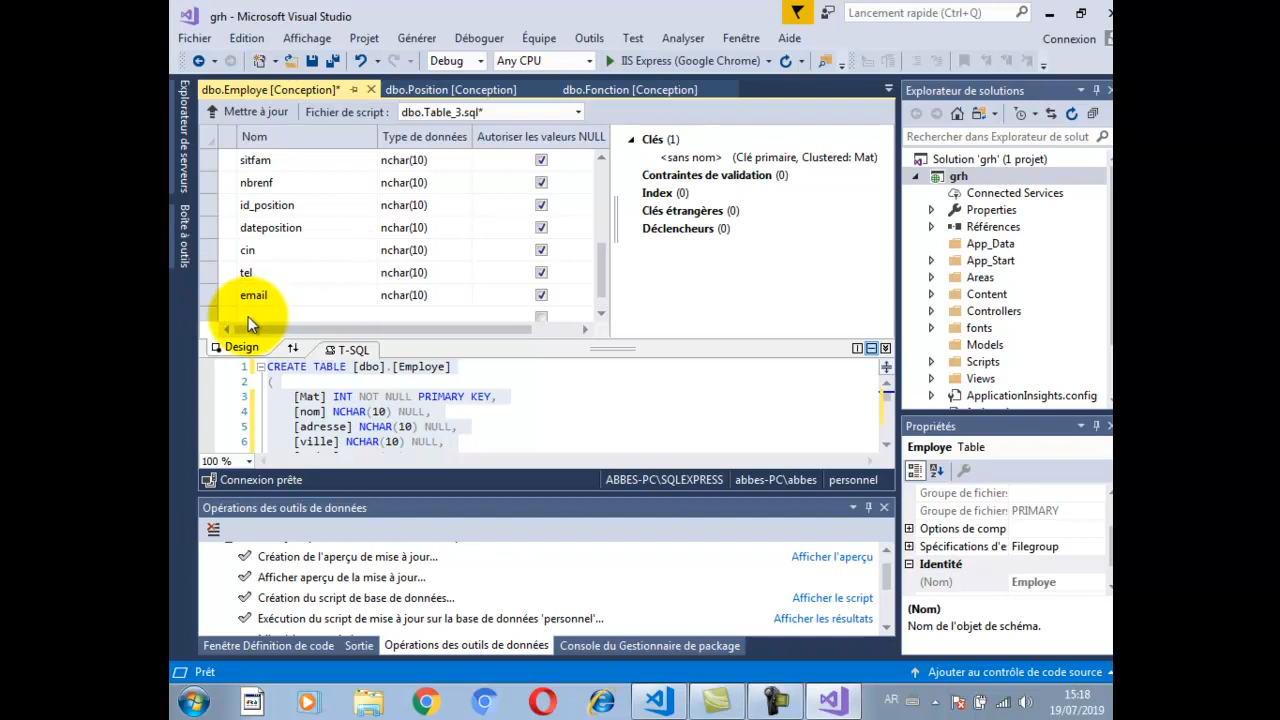 grh - Microsoft Visual Studio
Lancement rapide (Ctrl+Q)
Fichier Edition Affichage Projet Générer Déboguer Équipe Outils Test Analyser Fenêtre Aide Connexion
Debug Any CPU IIS Express (Google Chrome)
Explorateur de serveurs
Boîte à outils
dbo.Employe [Conception]* dbo.Position [Conception] dbo.Fonction [Conception]
Mettre à jour Fichier de script : dbo.Table_3.sql*
Nom Type de données Autoriser les valeurs NULL
sitfam nchar(10)
nbrenf nchar(10)
id_position nchar(10)
dateposition nchar(10)
cin nchar(10)
tel nchar(10)
email nchar(10)
Clés (1)
<sans nom> (Clé primaire, Clustered: Mat)
Contraintes de validation (0)
Index (0)
Clés étrangères (0)
Déclencheurs (0)
Design T-SQL
1 CREATE TABLE [dbo].[Employe]
2 (
3 [Mat] INT NOT NULL PRIMARY KEY,
4 [nom] NCHAR(10) NULL,
5 [adresse] NCHAR(10) NULL,
6 [ville] NCHAR(10) NULL,
100 %
Connexion prête ABBES-PC\SQLEXPRESS abbes-PC\abbes personnel
Opérations des outils de données
Création de l'aperçu de mise à jour... Afficher l'aperçu
Afficher aperçu de la mise à jour...
Création du script de base de données... Afficher le script
Exécution du script de mise à jour sur la base de données 'personnel'... Afficher les résultats
Fenêtre Définition de code Sortie Opérations des outils de données Console du Gestionnaire de package
Explorateur de solutions
Rechercher dans Explorateur de solut
Solution 'grh' (1 projet)
grh
Connected Services
Properties
Références
App_Data
App_Start
Areas
Content
Controllers
fonts
Models
Scripts
Views
ApplicationInsights.config
Propriétés
Employe Table
Groupe de fichier:
Groupe de fichier: PRIMARY
Options de comp
Spécifications d'e Filegroup
Identité
(Nom) Employe
(Nom)
Nom de l'objet de schéma.
Prêt Ajouter au contrôle de code source
AR 15:18
19/07/2019